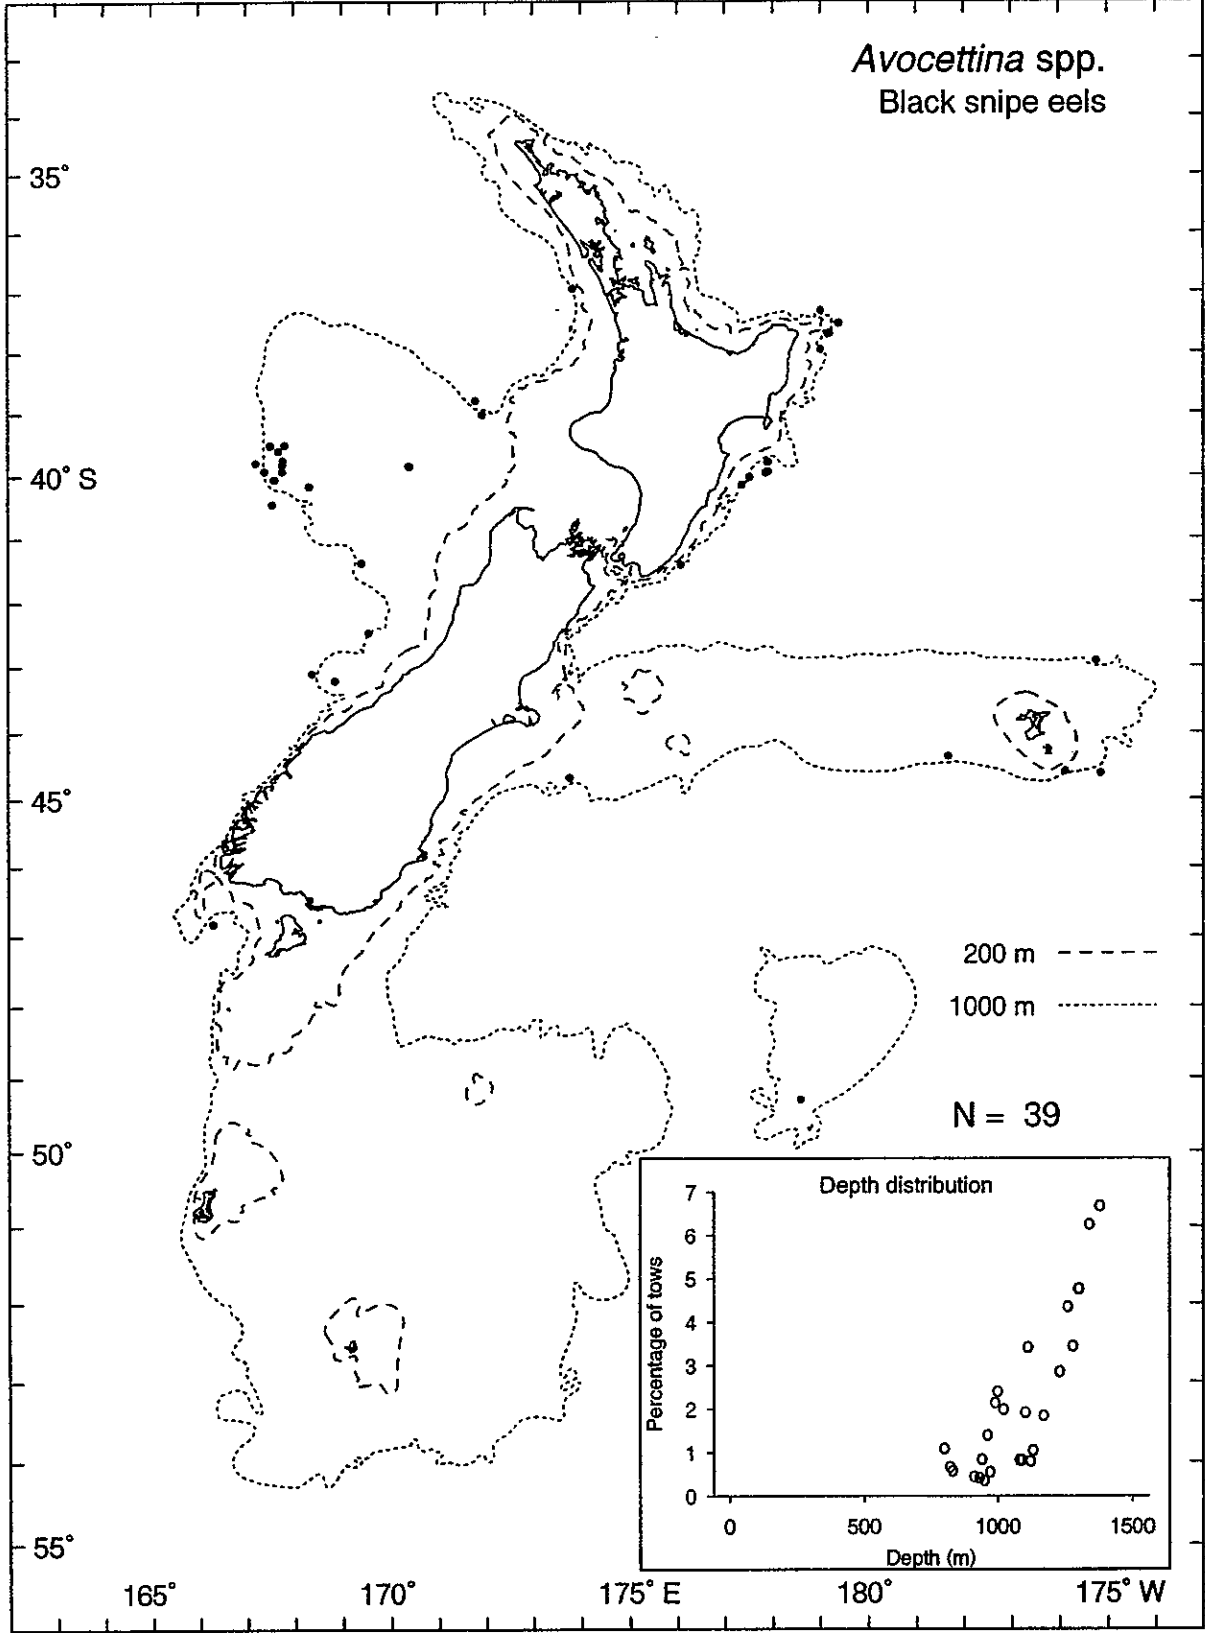 Avocettina spp.
Black snipe eels
35°
40° S
45°
50°
55°
200 m
1000 m
N = 39
Depth distribution
7
6
5
4
3
2
1
0
Percentage of tows
0 500 1000 1500
Depth (m)
165° 170° 175° E 180° 175° W